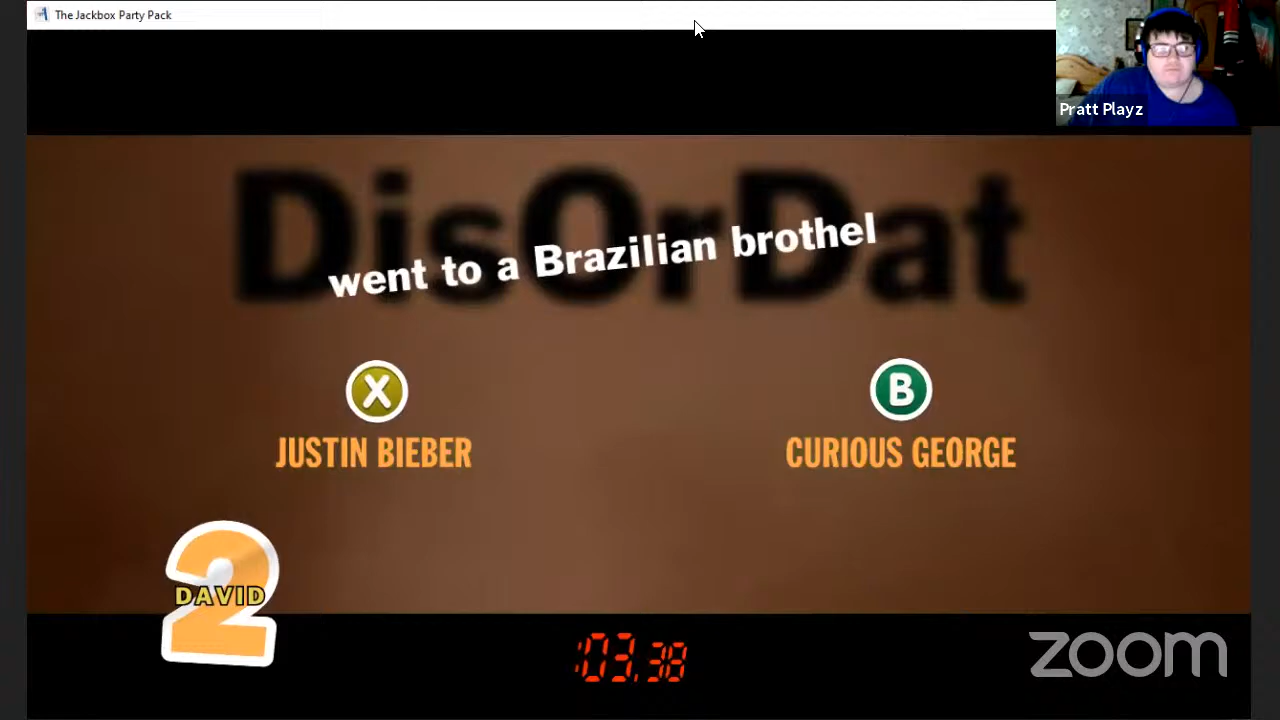 The Jackbox Party Pack
Pratt Playz
DisOrDat
went to a Brazilian brothel
X
B
JUSTIN BIEBER
CURIOUS GEORGE
2
DAVID
:03.38
zoom